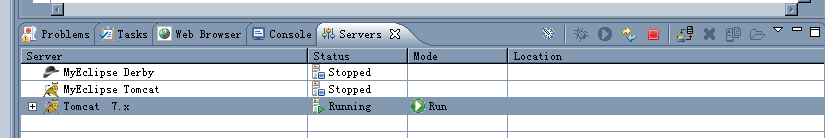 Problems Tasks Web Browser Console Servers
Server Status Mode Location
MyEclipse Derby Stopped
MyEclipse Tomcat Stopped
Tomcat 7.x Running Run